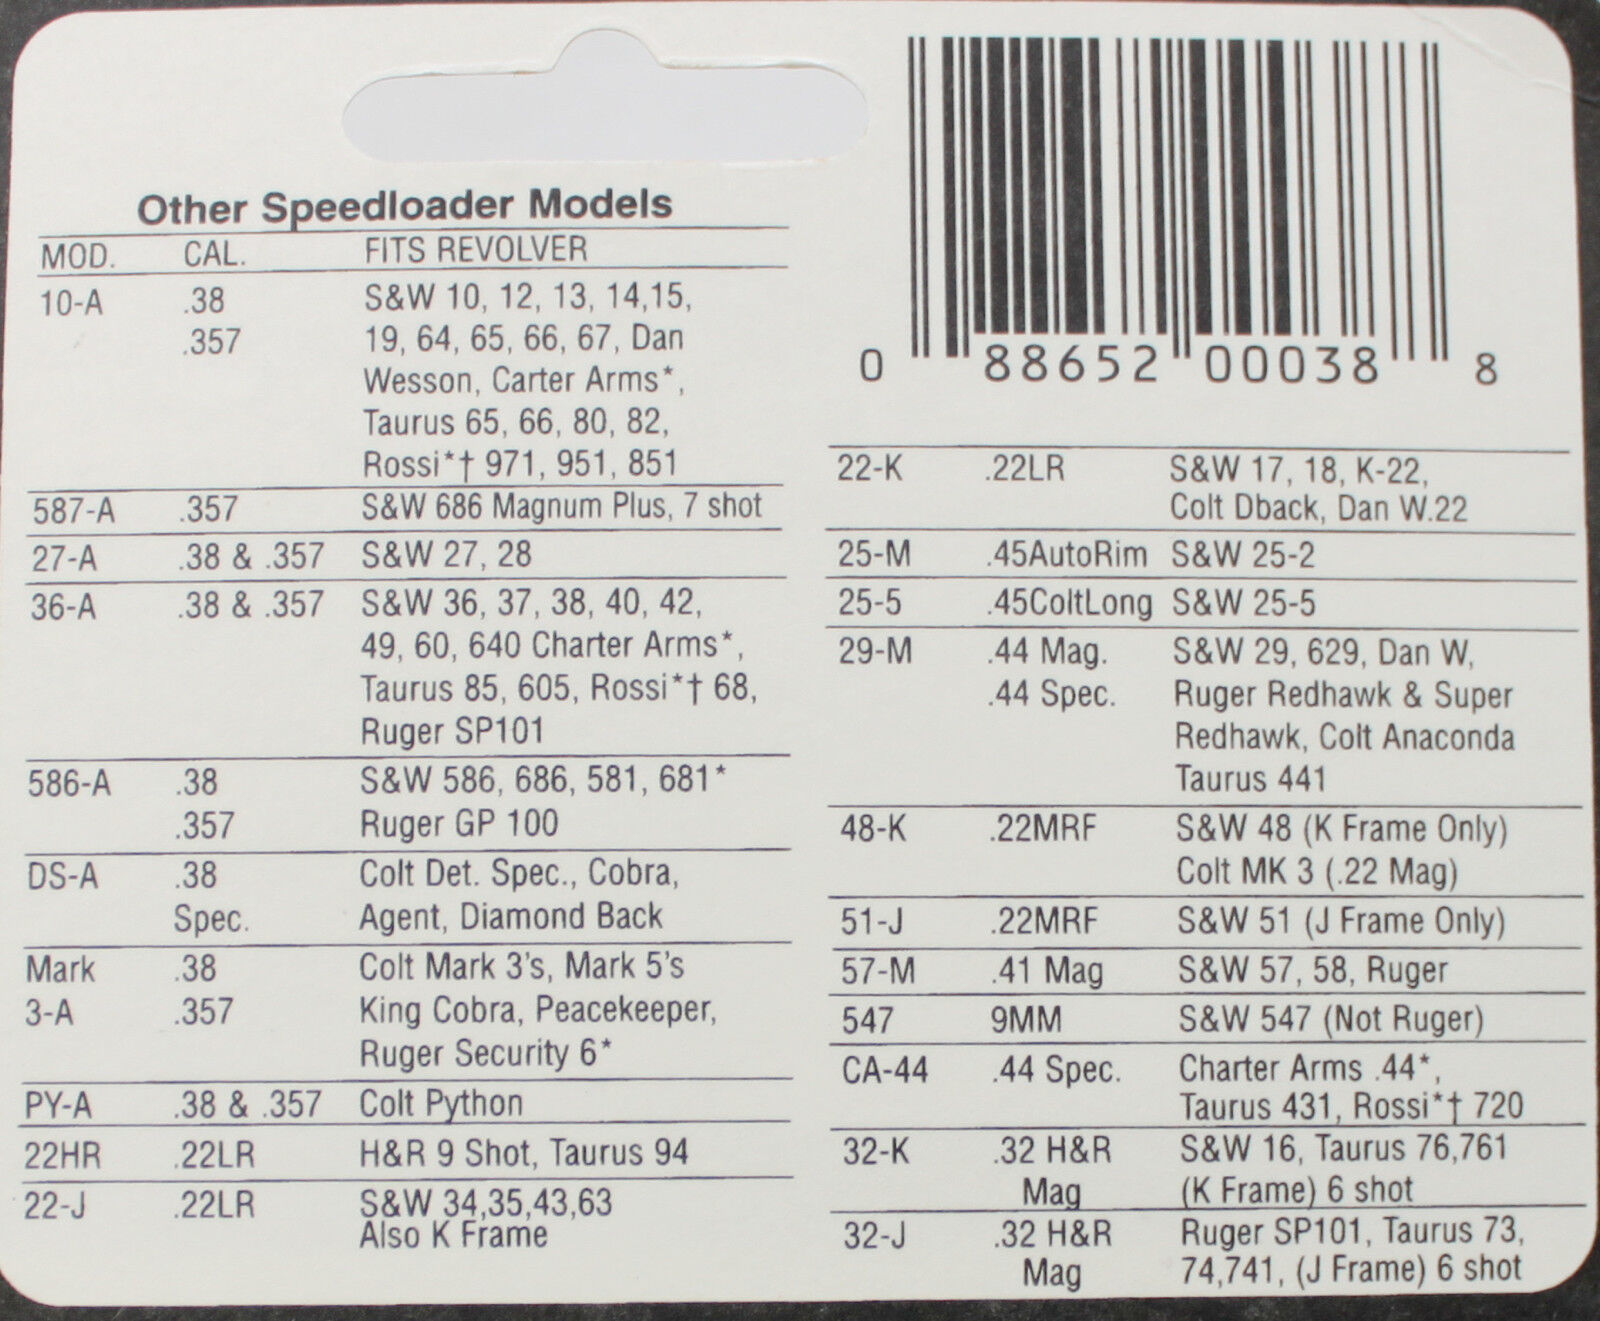 Other Speedloader Models
MOD. CAL. FITS REVOLVER
10-A .38 S&W 10, 12, 13, 14,15,
.357 19, 64, 65, 66, 67, Dan
Wesson, Carter Arms*,
Taurus 65, 66, 80, 82,
Rossi*† 971, 951, 851
587-A .357 S&W 686 Magnum Plus, 7 shot
27-A .38 & .357 S&W 27, 28
36-A .38 & .357 S&W 36, 37, 38, 40, 42,
49, 60, 640 Charter Arms*,
Taurus 85, 605, Rossi*† 68,
Ruger SP101
586-A .38 S&W 586, 686, 581, 681*
.357 Ruger GP 100
DS-A .38 Colt Det. Spec., Cobra,
Spec. Agent, Diamond Back
Mark .38 Colt Mark 3's, Mark 5's
3-A .357 King Cobra, Peacekeeper,
Ruger Security 6*
PY-A .38 & .357 Colt Python
22HR .22LR H&R 9 Shot, Taurus 94
22-J .22LR S&W 34,35,43,63
Also K Frame
0 88652 00038 8
22-K .22LR S&W 17, 18, K-22,
Colt Dback, Dan W.22
25-M .45AutoRim S&W 25-2
25-5 .45ColtLong S&W 25-5
29-M .44 Mag. S&W 29, 629, Dan W,
.44 Spec. Ruger Redhawk & Super
Redhawk, Colt Anaconda
Taurus 441
48-K .22MRF S&W 48 (K Frame Only)
Colt MK 3 (.22 Mag)
51-J .22MRF S&W 51 (J Frame Only)
57-M .41 Mag S&W 57, 58, Ruger
547 9MM S&W 547 (Not Ruger)
CA-44 .44 Spec. Charter Arms .44*,
Taurus 431, Rossi*† 720
32-K .32 H&R S&W 16, Taurus 76,761
Mag (K Frame) 6 shot
32-J .32 H&R Ruger SP101, Taurus 73,
Mag 74,741, (J Frame) 6 shot